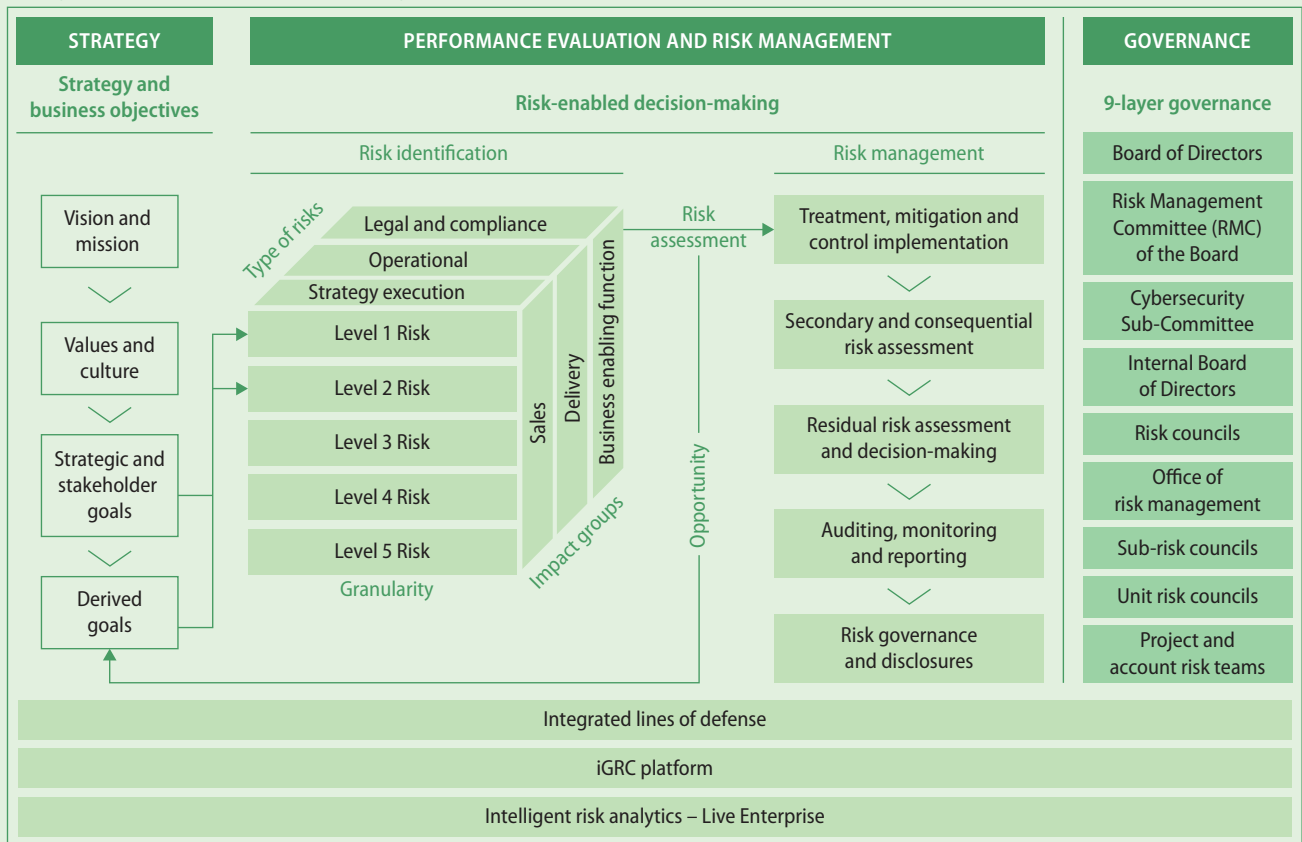 STRATEGY
Strategy and
business objectives
Vision and
mission
Values and
culture
Strategic and
stakeholder
goals
Derived
goals
PERFORMANCE EVALUATION AND RISK MANAGEMENT
Risk-enabled decision-making
Risk identification
Type of risks
Legal and compliance
Operational
Strategy execution
Level 1 Risk
Level 2 Risk
Level 3 Risk
Level 4 Risk
Level 5 Risk
Granularity
Sales
Delivery
Business enabling function
Impact groups
Risk
assessment
Opportunity
Risk management
Treatment, mitigation and
control implementation
Secondary and consequential
risk assessment
Residual risk assessment
and decision-making
Auditing, monitoring
and reporting
Risk governance
and disclosures
GOVERNANCE
9-layer governance
Board of Directors
Risk Management
Committee (RMC)
of the Board
Cybersecurity
Sub-Committee
Internal Board
of Directors
Risk councils
Office of
risk management
Sub-risk councils
Unit risk councils
Project and
account risk teams
Integrated lines of defense
iGRC platform
Intelligent risk analytics – Live Enterprise